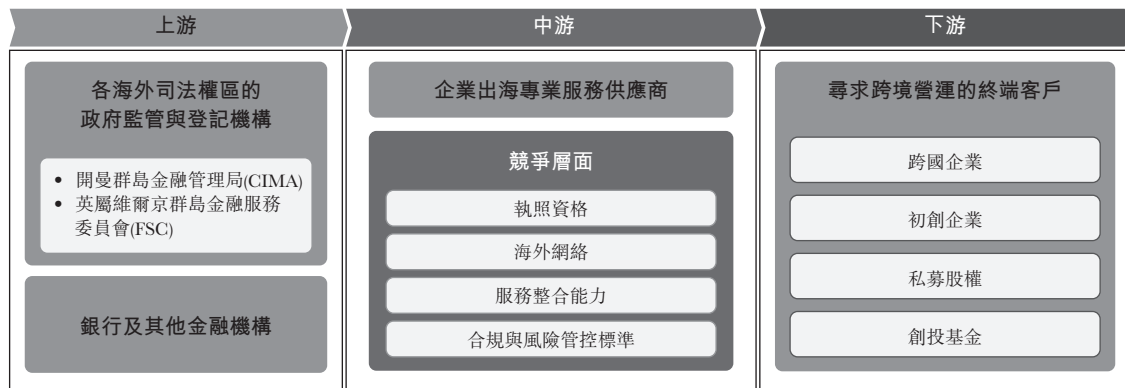 上游
中游
下游
各海外司法權區的
政府監管與登記機構
• 開曼群島金融管理局(CIMA)
• 英屬維爾京群島金融服務
委員會(FSC)
銀行及其他金融機構
企業出海專業服務供應商
競爭層面
執照資格
海外網絡
服務整合能力
合規與風險管控標準
尋求跨境營運的終端客戶
跨國企業
初創企業
私募股權
創投基金